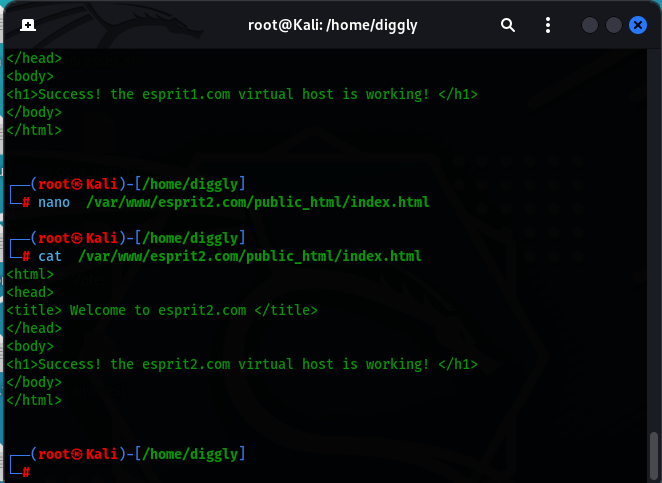 root@Kali: /home/diggly
</head>
<body>
<h1>Success! the esprit1.com virtual host is working! </h1>
</body>
</html>
┌──(root㉿Kali)-[/home/diggly]
└─# nano  /var/www/esprit2.com/public_html/index.html
┌──(root㉿Kali)-[/home/diggly]
└─# cat  /var/www/esprit2.com/public_html/index.html
<html>
<head>
<title> Welcome to esprit2.com </title>
</head>
<body>
<h1>Success! the esprit2.com virtual host is working! </h1>
</body>
</html>
┌──(root㉿Kali)-[/home/diggly]
└─#